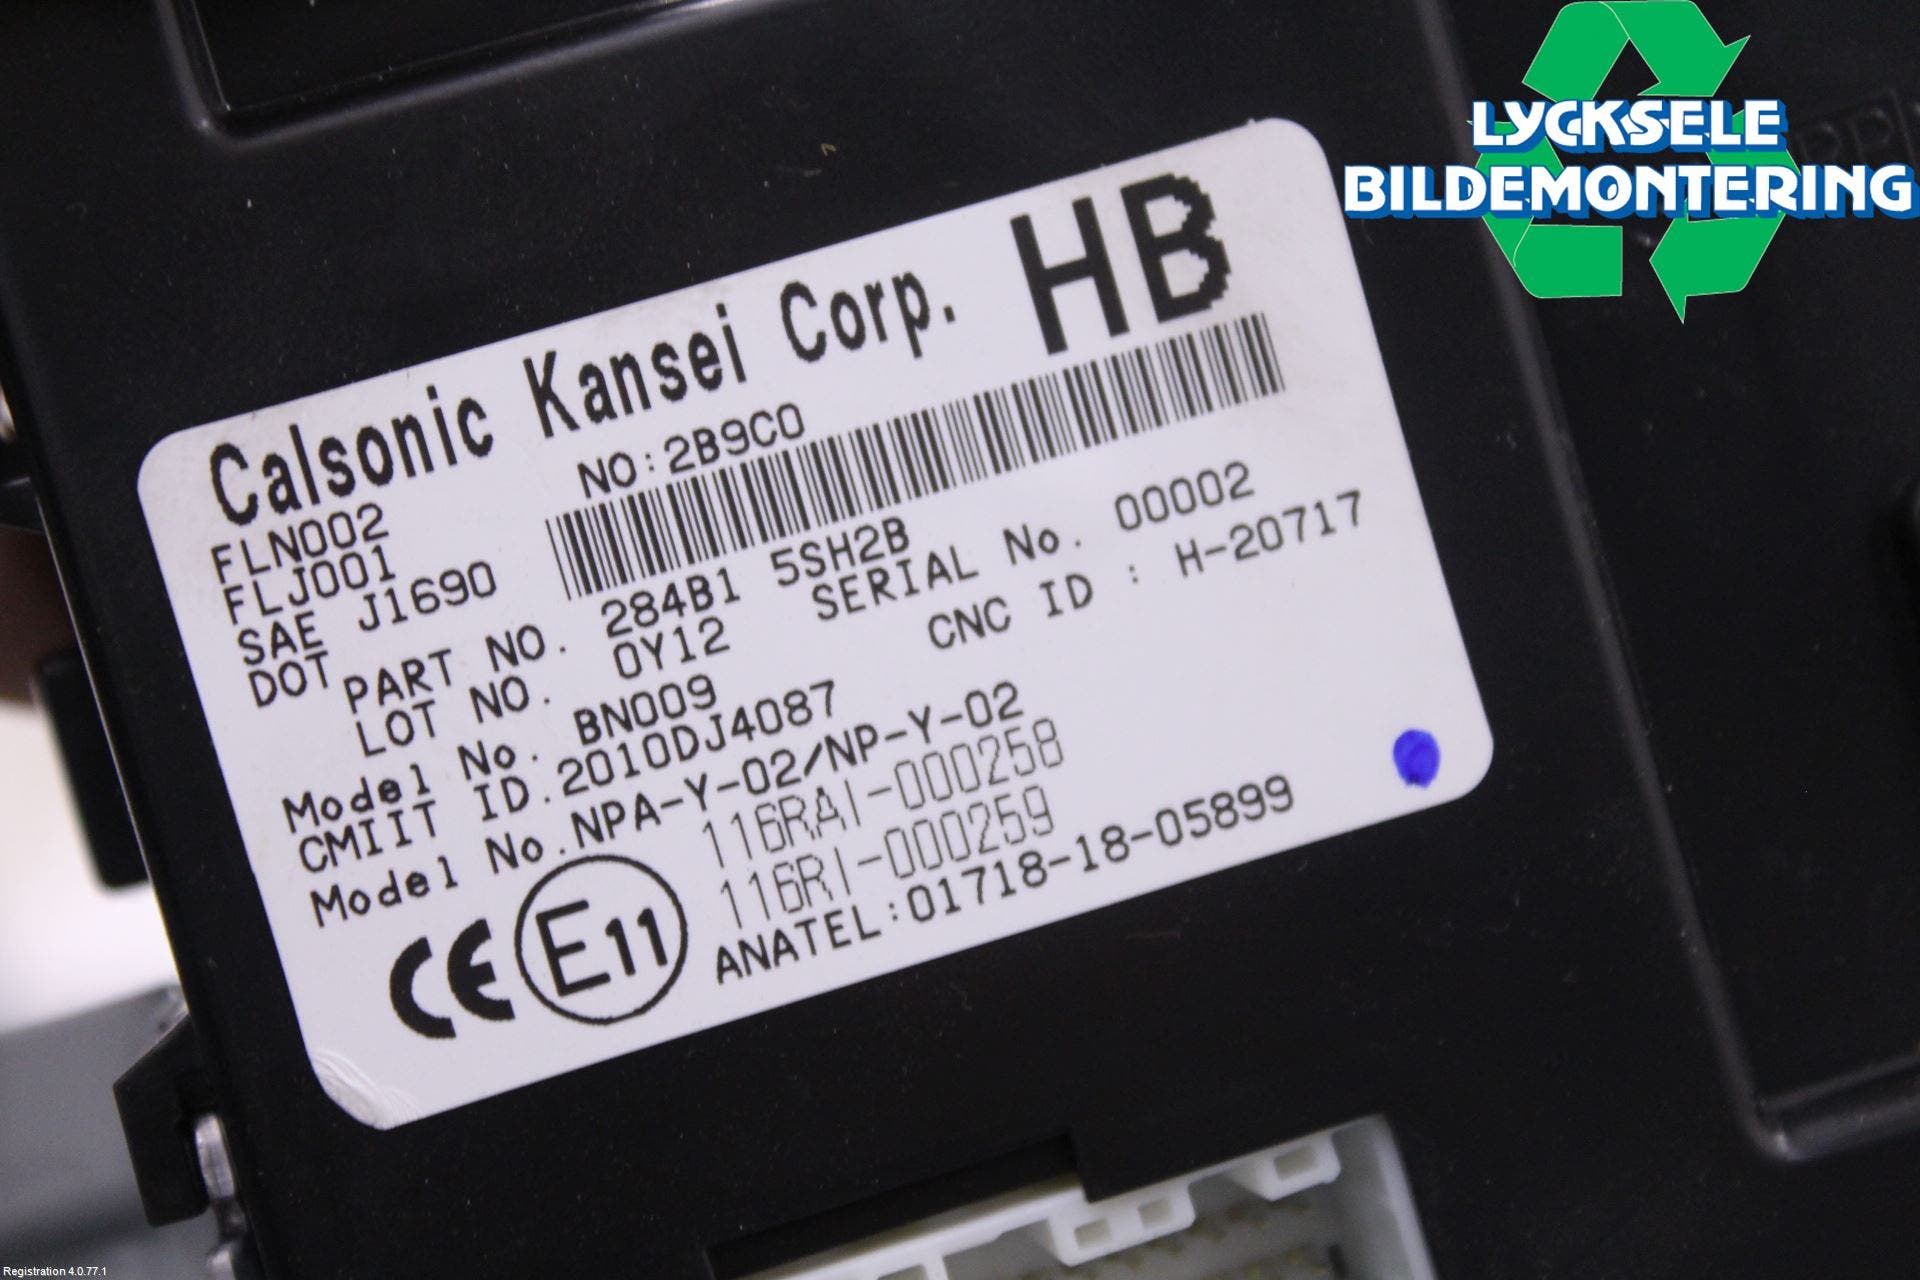 LYCKSELE
BILDEMONTERING
Calsonic Kansei Corp. HB
NO:2B9C0
FLN002
FLJ001
SAE J1690
DOT
PART NO. 284B1 5SH2B
LOT NO. 0Y12 SERIAL No. 00002
CNC ID : H-20717
Model No. BN009
CMIIT ID.2010DJ4087
Model No.NPA-Y-02/NP-Y-02
116RAI-000258
116RI-000259
CE E11 ANATEL:01718-18-05899
Registration 4.0.77.1